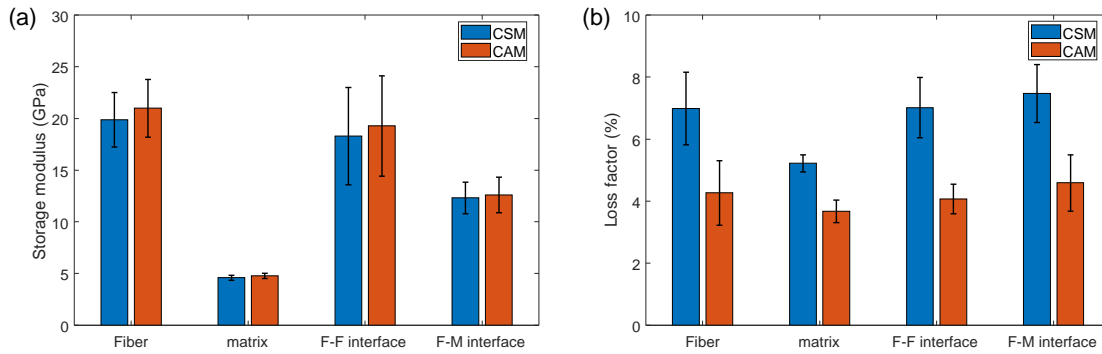 (a)
30
25
20
15
10
5
0
Storage modulus (GPa)
CSM
CAM
Fiber matrix F-F interface F-M interface
(b)
10
8
6
4
2
0
Loss factor (%)
CSM
CAM
Fiber matrix F-F interface F-M interface